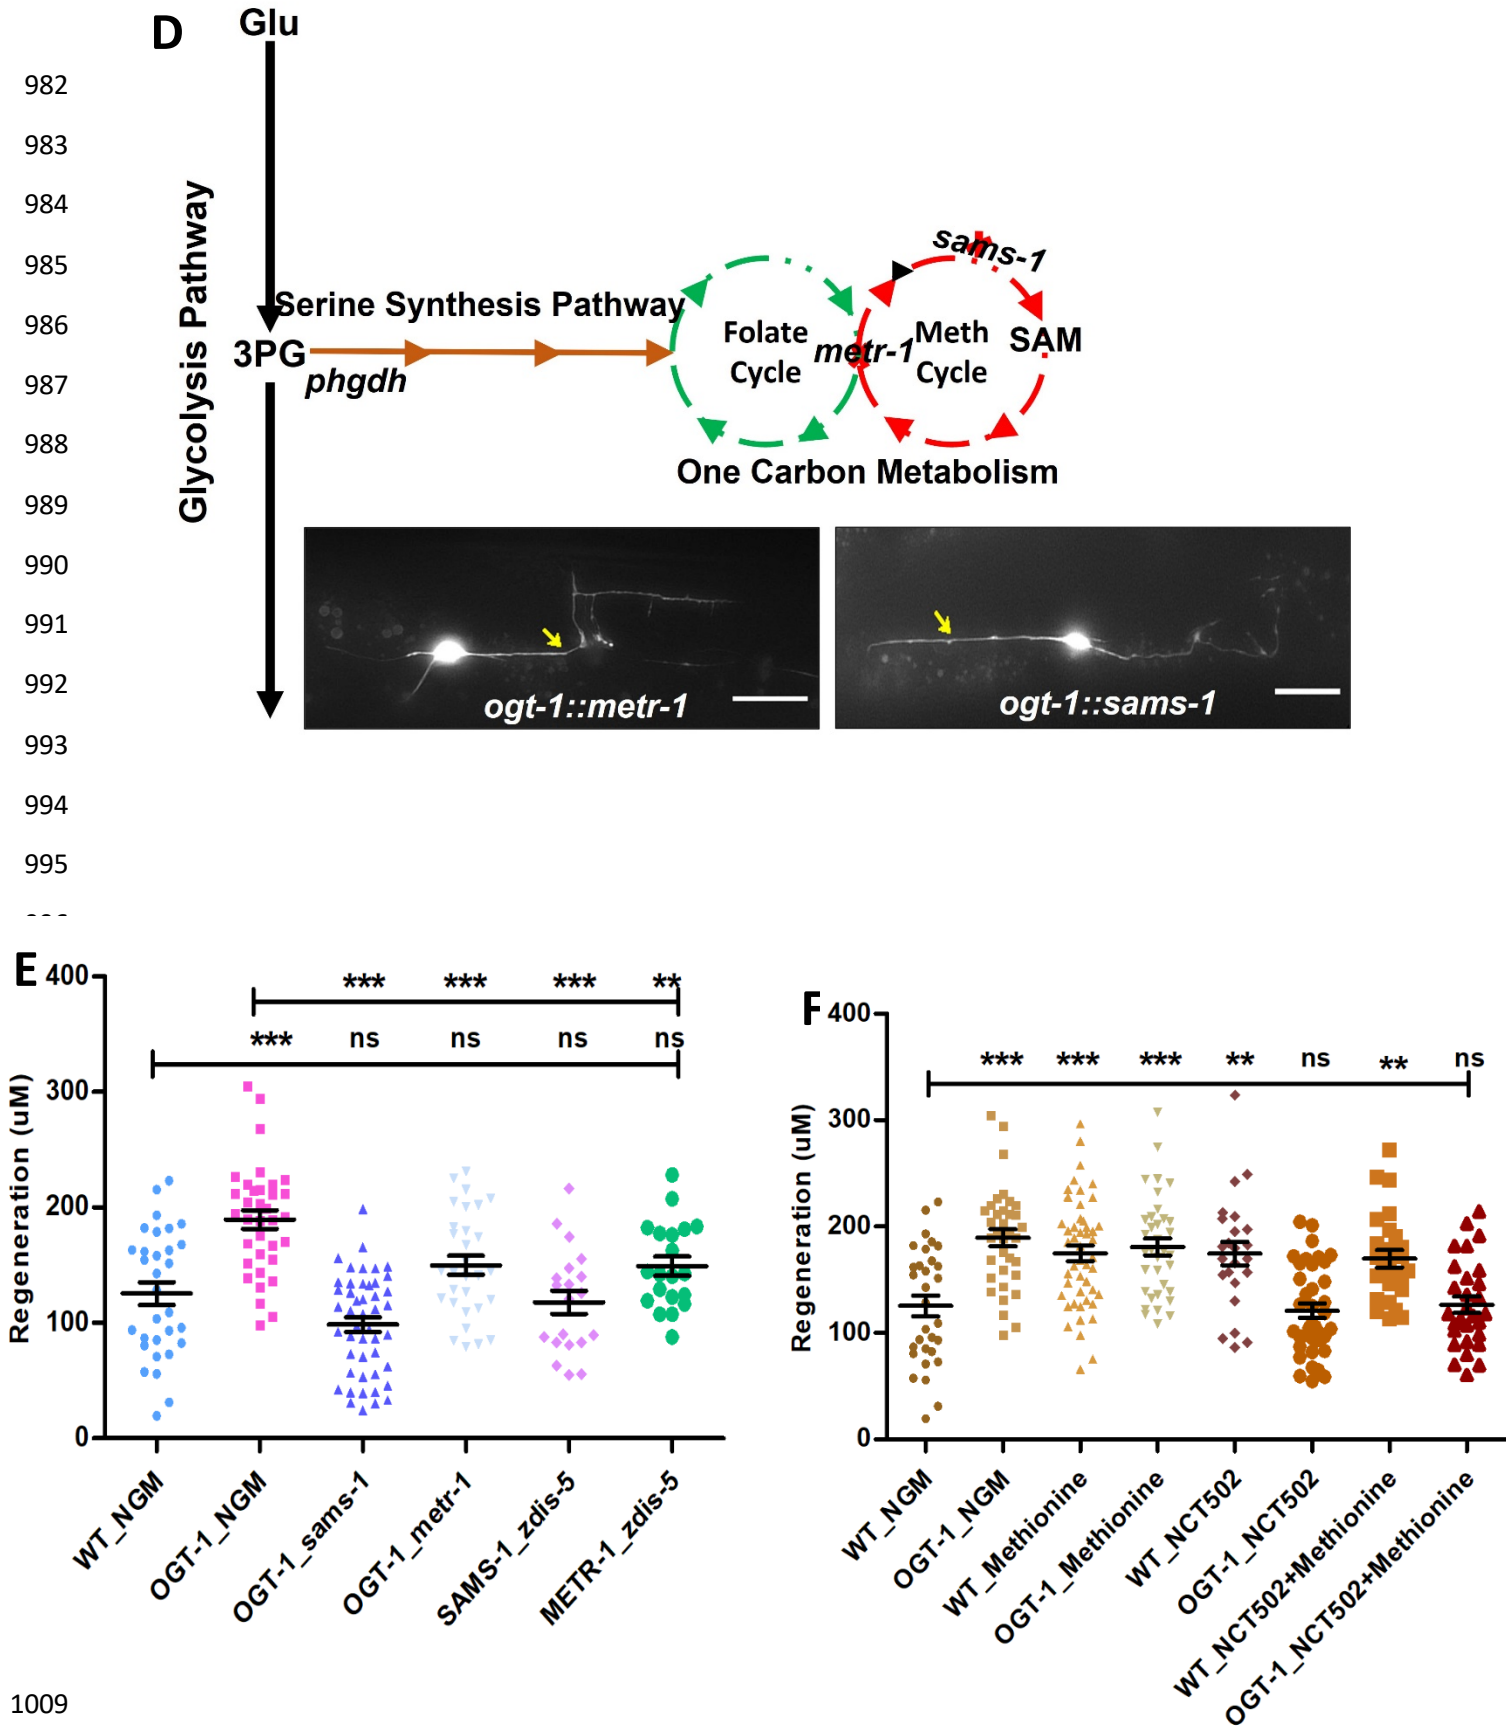 D
Glu
982
983
984
985
986
987
988
989
990
991
992
993
994
995
Glycolysis Pathway
sams-1
Serine Synthesis Pathway
Folate
Cycle
metr-1
Meth
Cycle
SAM
3PG
phgdh
One Carbon Metabolism
ogt-1::metr-1
ogt-1::sams-1
E
400
300
200
100
0
Regeneration (uM)
*** *** *** **
*** ns ns ns ns
WT_NGM
OGT-1_NGM
OGT-1_sams-1
OGT-1_metr-1
SAMS-1_zdis-5
METR-1_zdis-5
F
400
300
200
100
0
Regeneration (uM)
*** *** *** ** ns ** ns
WT_NGM
OGT-1_NGM
WT_Methionine
OGT-1_Methionine
WT_NCT502
OGT-1_NCT502
WT_NCT502+Methionine
OGT-1_NCT502+Methionine
1009